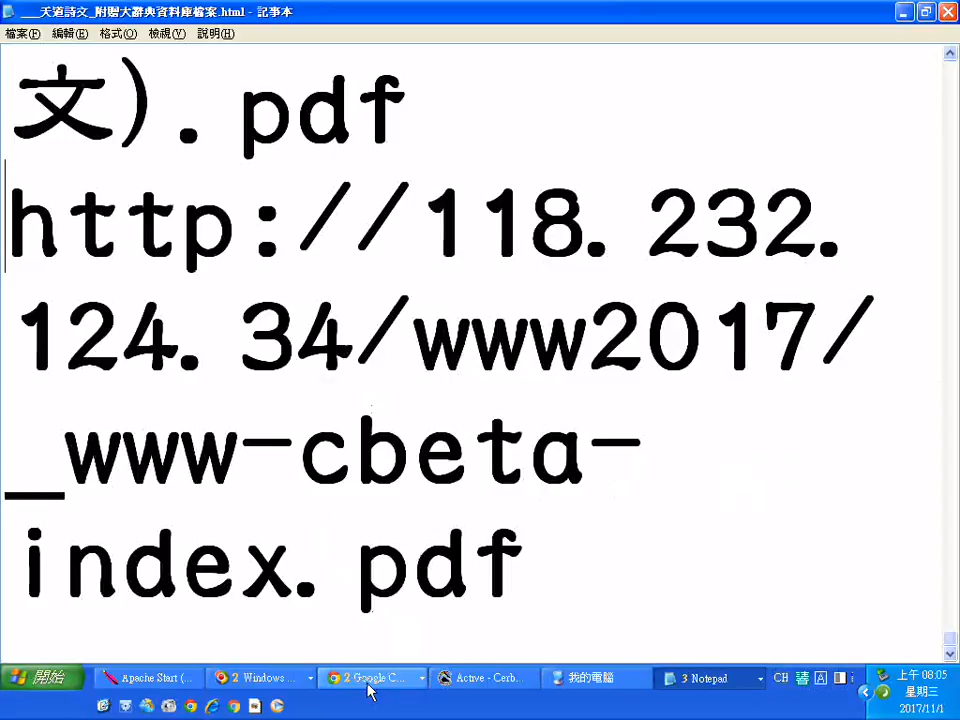 ___天道詩文_附贈大辭典資料庫檔案.html - 記事本
檔案(F) 編輯(E) 格式(O) 檢視(V) 說明(H)
文).pdf
http://118.232.
124.34/www2017/
_www-cbeta-
index.pdf
開始 Apache Start (... 2 Windows ... 2 Google C... Active - Cerb... 我的電腦 3 Notepad CH 上午 08:05
星期三
2017/11/1